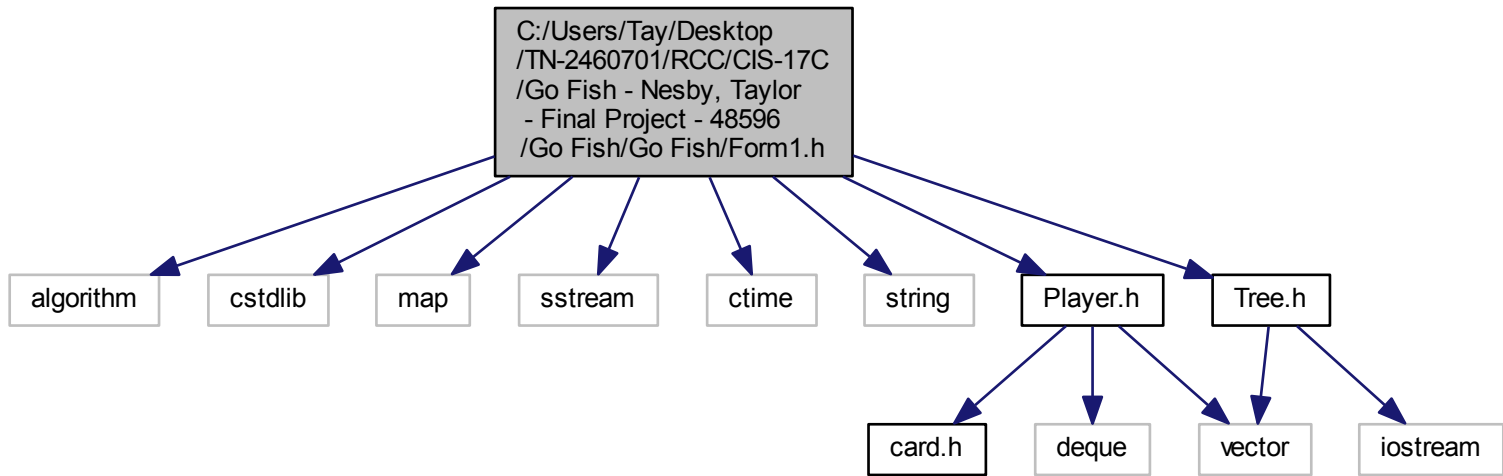 C:/Users/Tay/Desktop
/TN-2460701/RCC/CIS-17C
/Go Fish - Nesby, Taylor
- Final Project - 48596
/Go Fish/Go Fish/Form1.h
algorithm
cstdlib
map
sstream
ctime
string
Player.h
Tree.h
card.h
deque
vector
iostream